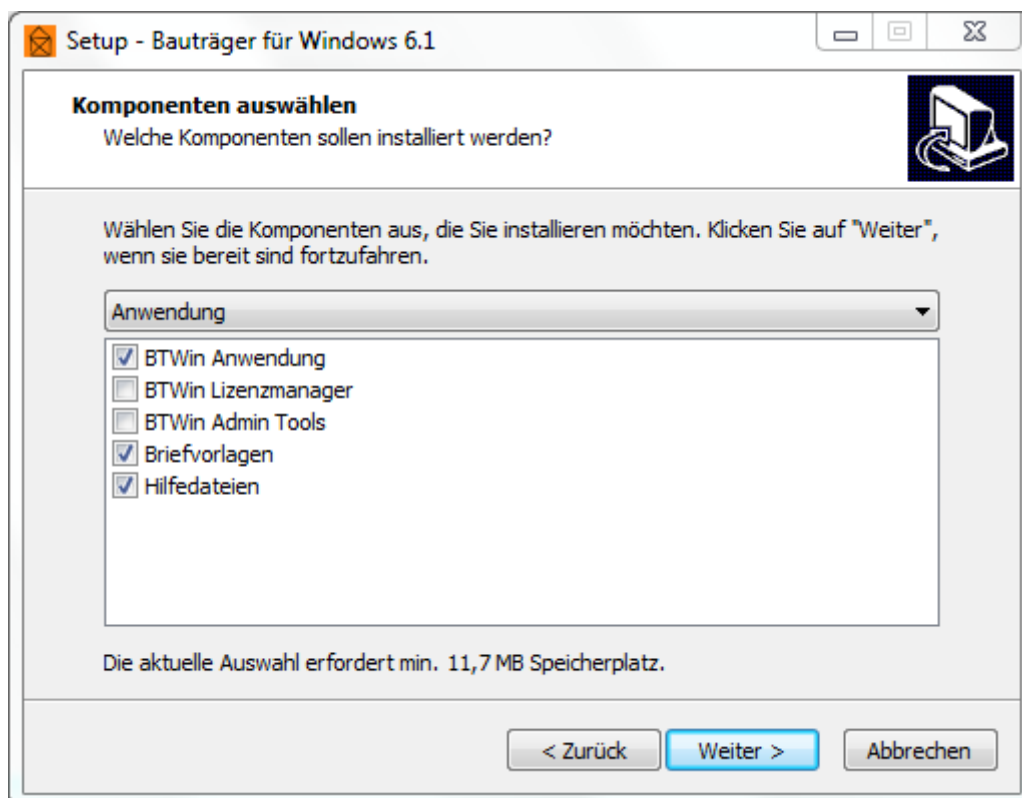 Setup - Bauträger für Windows 6.1
Komponenten auswählen
Welche Komponenten sollen installiert werden?
Wählen Sie die Komponenten aus, die Sie installieren möchten. Klicken Sie auf "Weiter",
wenn sie bereit sind fortzufahren.
Anwendung
BTWin Anwendung
BTWin Lizenzmanager
BTWin Admin Tools
Briefvorlagen
Hilfedateien
Die aktuelle Auswahl erfordert min. 11,7 MB Speicherplatz.
< Zurück
Weiter >
Abbrechen